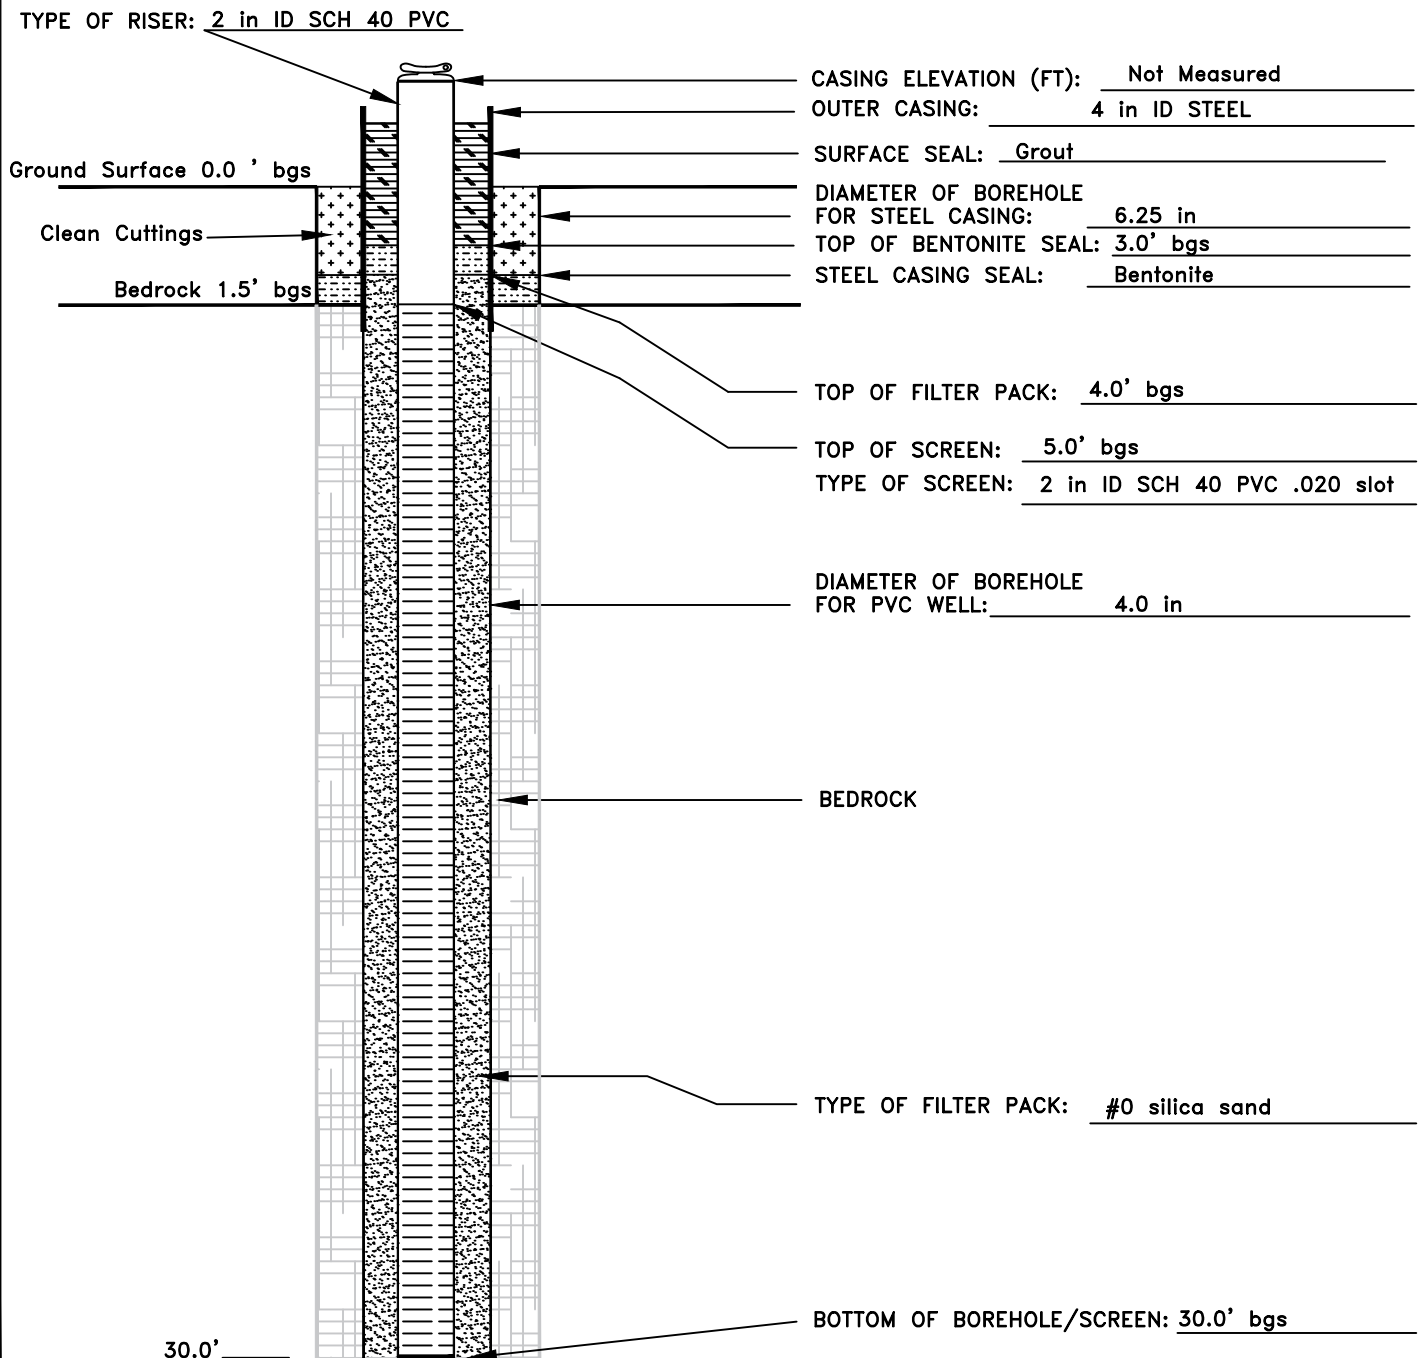 TYPE OF RISER: 2 in ID SCH 40 PVC
CASING ELEVATION (FT): Not Measured
OUTER CASING: 4 in ID STEEL
SURFACE SEAL: Grout
Ground Surface 0.0 ' bgs
DIAMETER OF BOREHOLE
FOR STEEL CASING: 6.25 in
Clean Cuttings
TOP OF BENTONITE SEAL: 3.0' bgs
STEEL CASING SEAL: Bentonite
Bedrock 1.5' bgs
TOP OF FILTER PACK: 4.0' bgs
TOP OF SCREEN: 5.0' bgs
TYPE OF SCREEN: 2 in ID SCH 40 PVC .020 slot
DIAMETER OF BOREHOLE
FOR PVC WELL: 4.0 in
BEDROCK
TYPE OF FILTER PACK: #0 silica sand
BOTTOM OF BOREHOLE/SCREEN: 30.0' bgs
30.0'